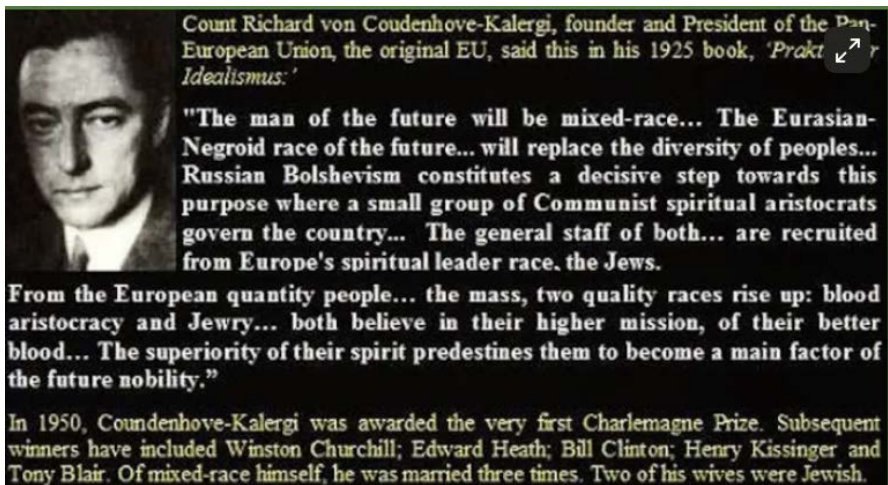 Count Richard von Coudenhove-Kalergi, founder and President of the Pan-
European Union, the original EU, said this in his 1925 book,
Idealismus:'
"The man of the future will be mixed-race... The Eurasian-
Negroid race of the future... will replace the diversity of peoples...
Russian Bolshevism constitutes a decisive step towards this
purpose where a small group of Communist spiritual aristocrats
govern the country... The general staff of both... are recruited
from Europe's spiritual leader race, the Jews.
From the European quantity people... the mass, two quality races rise up: blood
aristocracy and Jewry... both believe in their higher mission, of their better
blood... The superiority of their spirit predestines them to become a main factor of
the future nobility."
In 1950, Coundenhove-Kalergi was awarded the very first Charlemagne Prize. Subsequent
winners have included Winston Churchill; Edward Heath; Bill Clinton; Henry Kissinger and
Tony Blair. Of mixed-race himself, he was married three times. Two of his wives were Jewish.